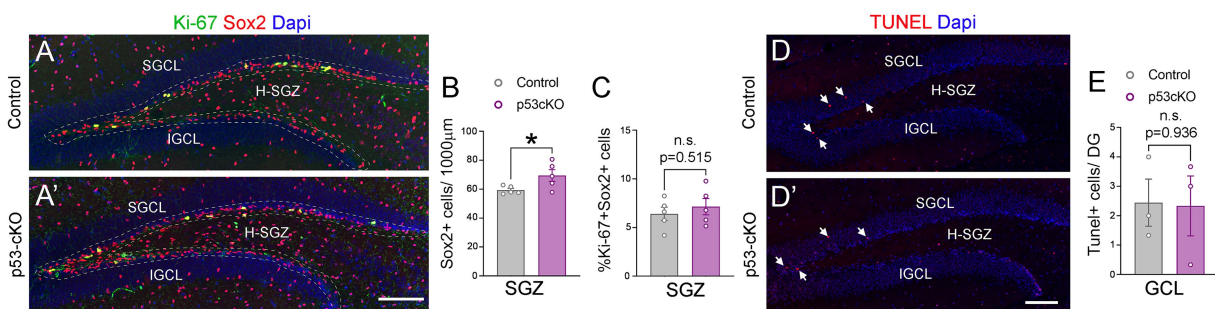 Ki-67 Sox2 Dapi
Control
A
SGCL
H-SGZ
IGCL
p53-cKO
A'
SGCL
H-SGZ
IGCL
B
Control
p53cKO
*
Sox2+ cells/ 1000μm
100
80
60
40
20
0
SGZ
C
n.s.
p=0.515
%Ki-67+Sox2+ cells
15
10
5
0
SGZ
TUNEL Dapi
Control
D
SGCL
H-SGZ
IGCL
p53-cKO
D'
SGCL
H-SGZ
IGCL
E
Control
p53cKO
n.s.
p=0.936
Tunel+ cells/ DG
5
4
3
2
1
0
GCL